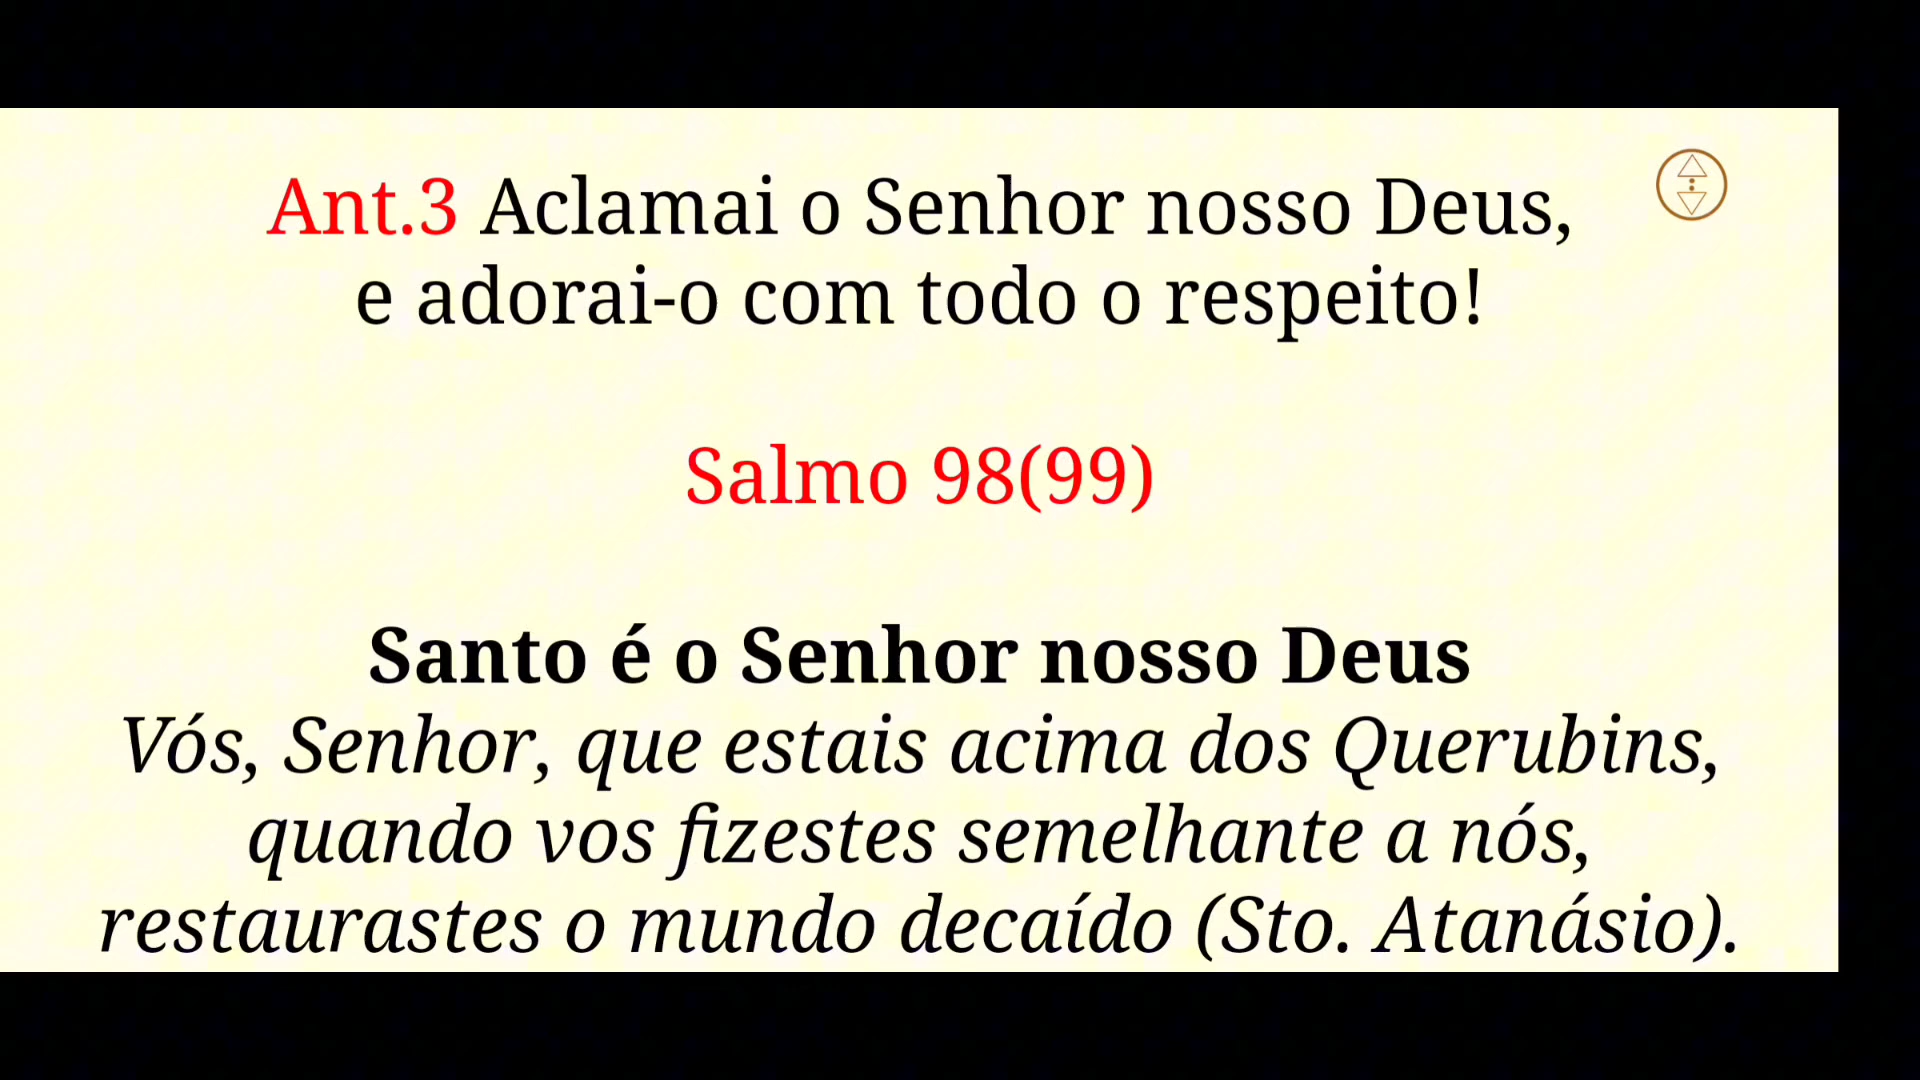 Ant.3 Aclamai o Senhor nosso Deus,
e adorai-o com todo o respeito!
Salmo 98(99)
Santo é o Senhor nosso Deus
Vós, Senhor, que estais acima dos Querubins,
quando vos fizestes semelhante a nós,
restaurastes o mundo decaído (Sto. Atanásio).